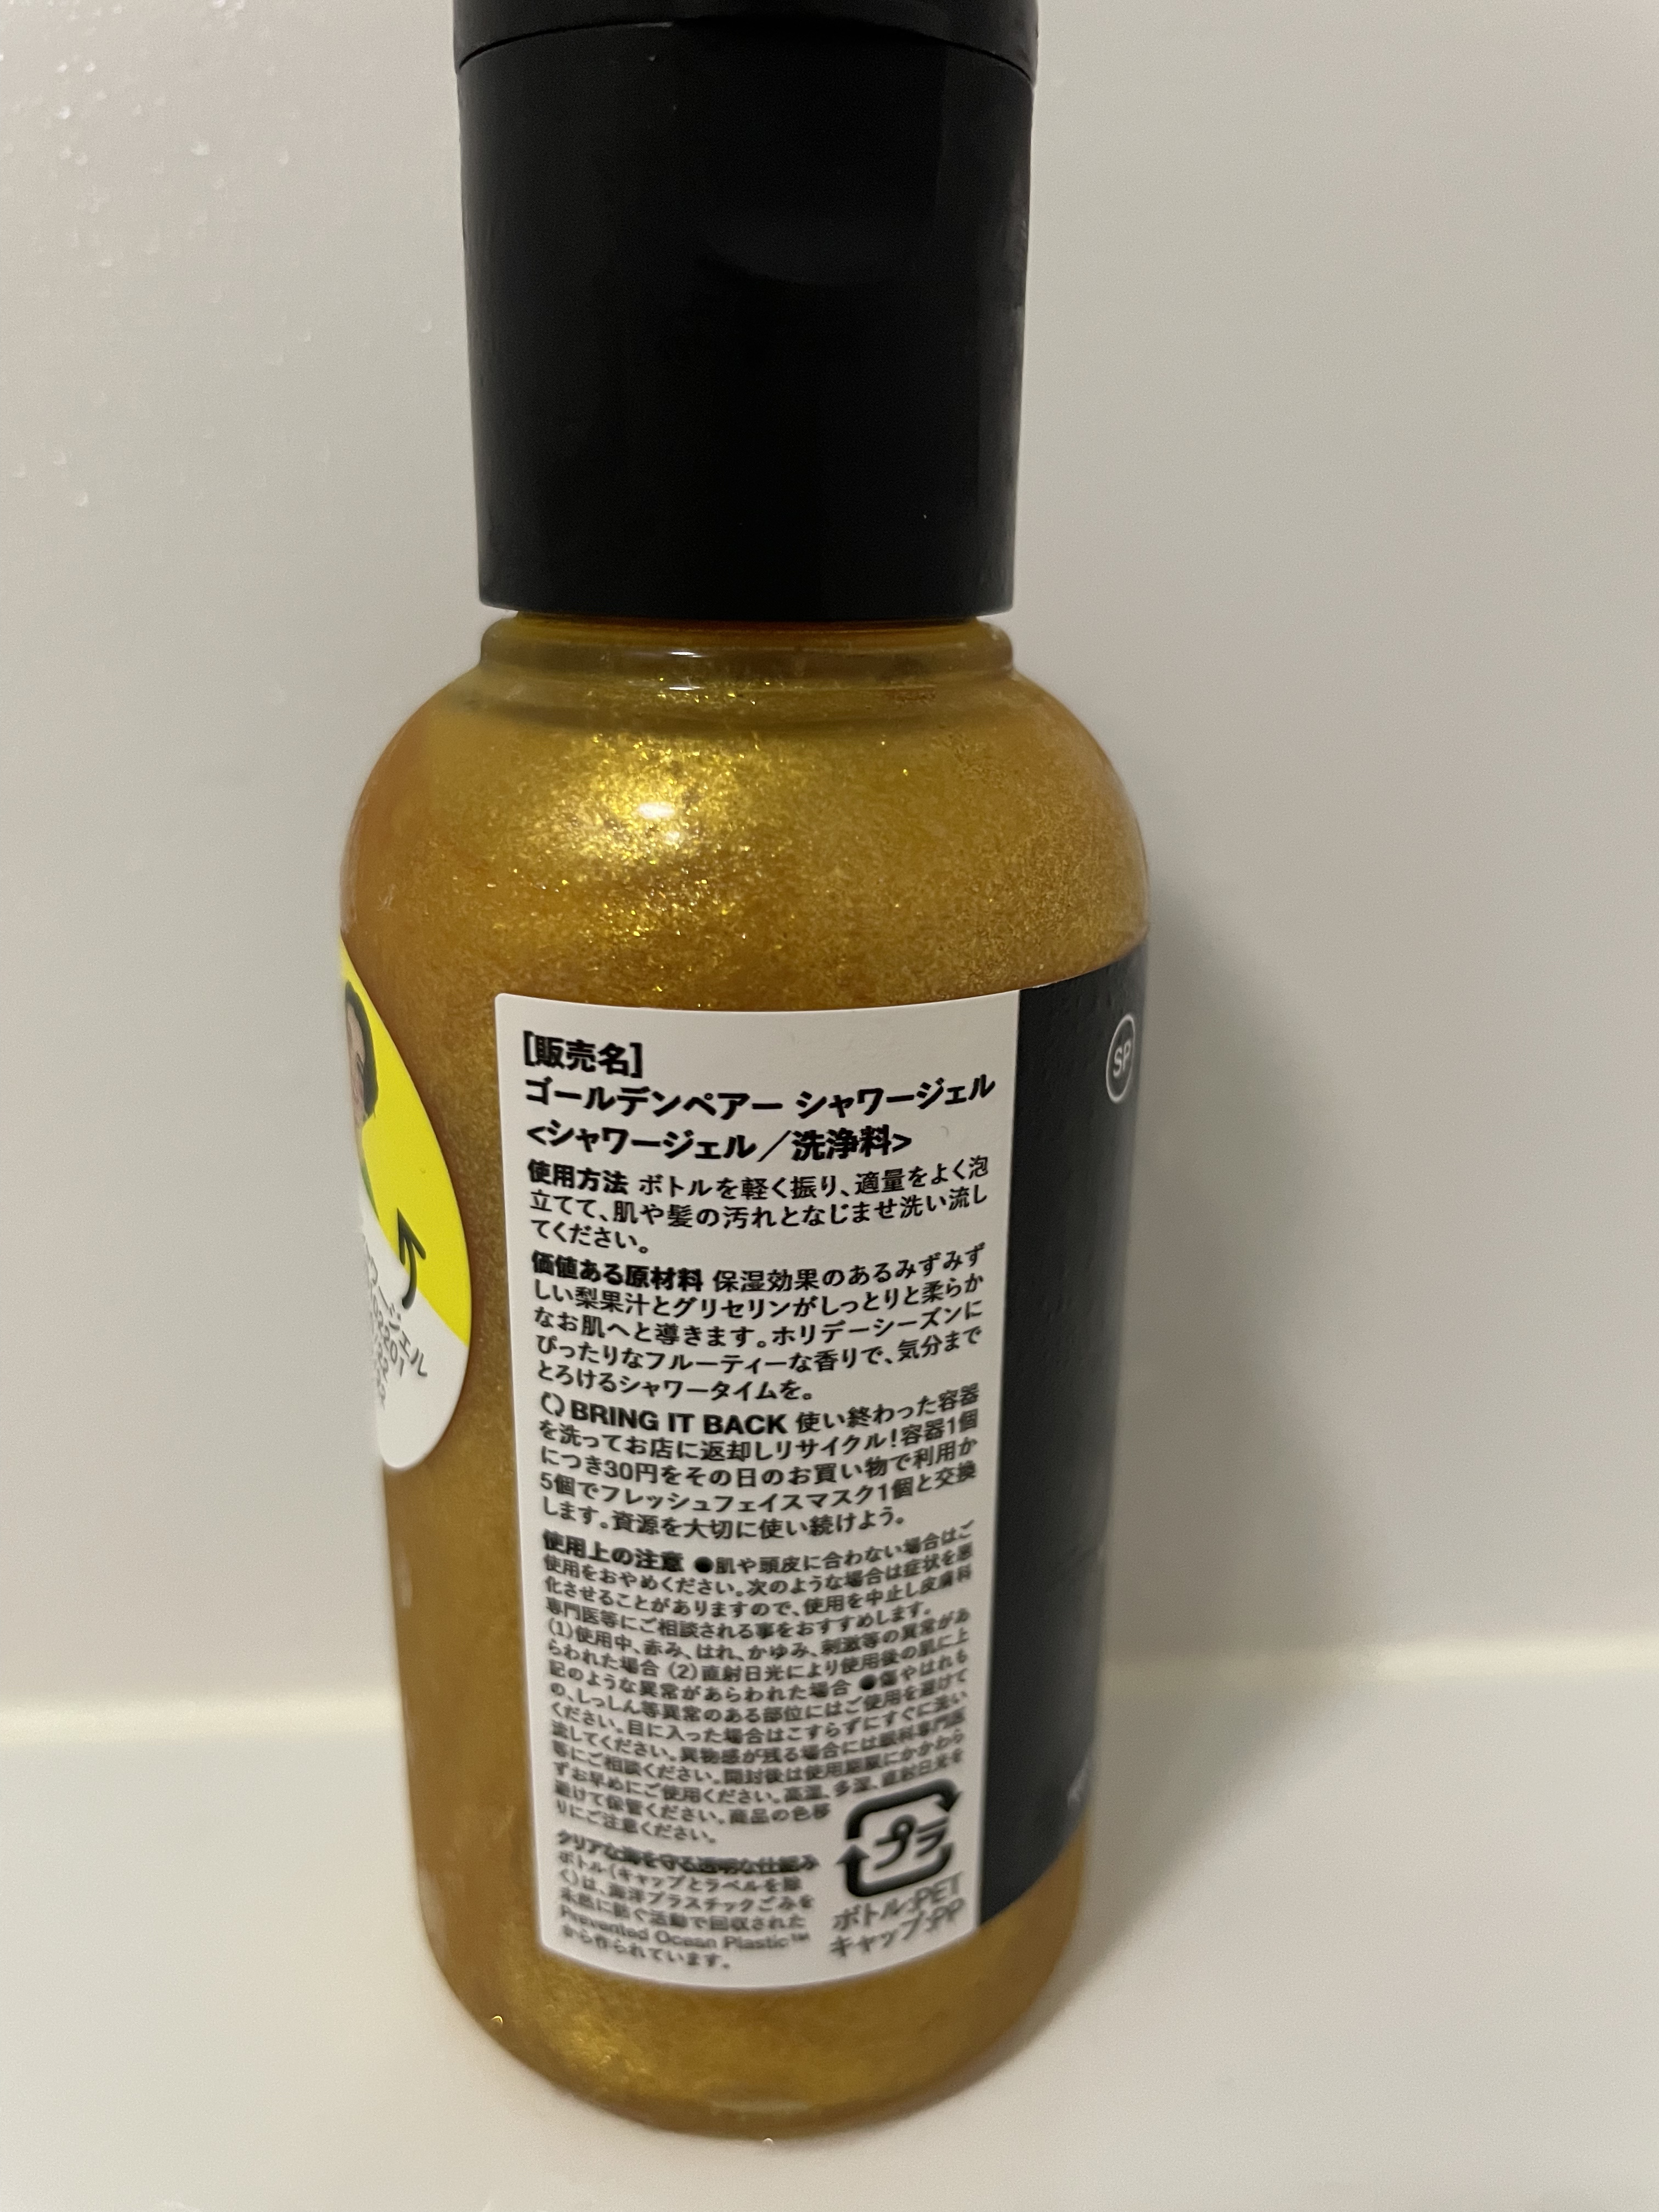 [販売名]
ゴールデンペアー シャワージェル
<シャワージェル／洗浄料>
使用方法 ボトルを軽く振り、適量をよく泡
立てて、肌や髪の汚れとなじませ洗い流し
てください。
価値ある原材料 保湿効果のあるみずみず
しい梨果汁とグリセリンがしっとりと柔らか
なお肌へと導きます。ホリデーシーズンに
ぴったりなフルーティーな香りで、気分まで
とろけるシャワータイムを。
BRING IT BACK 使い終わった容器
を洗ってお店に返却しリサイクル！容器1個
につき30円をその日のお買い物で利用か
5個でフレッシュフェイスマスク1個と交換
します。資源を大切に使い続けよう。
使用上の注意 ●肌や頭皮に合わない場合はご
使用をおやめください。次のような場合は症状を悪
化させることがありますので、使用を中止し皮膚科
専門医等にご相談される事をおすすめします。
(1)使用中、赤み、はれ、かゆみ、刺激等の異常があ
らわれた場合 (2)直射日光により使用後の肌に上
記のような異常があらわれた場合 ●傷やはれも
の、しっしん等異常のある部位にはご使用を避けて
ください。目に入った場合はこすらずにすぐに洗い
流してください。異物感が残る場合には眼科専門医
等にご相談ください。開封後は使用期限にかかわら
ずお早めにご使用ください。高温、多湿、直射日光を
避けて保管ください。商品の色移
りにご注意ください。
クリアな海を守る透明な仕組み
ボトル(キャップとラベルを除
く)は、海洋プラスチックごみを
未然に防ぐ活動で回収された
Prevented Ocean Plastic™
から作られています。
プラ
ボトル:PET
キャップ:PP
SP
ワージェル